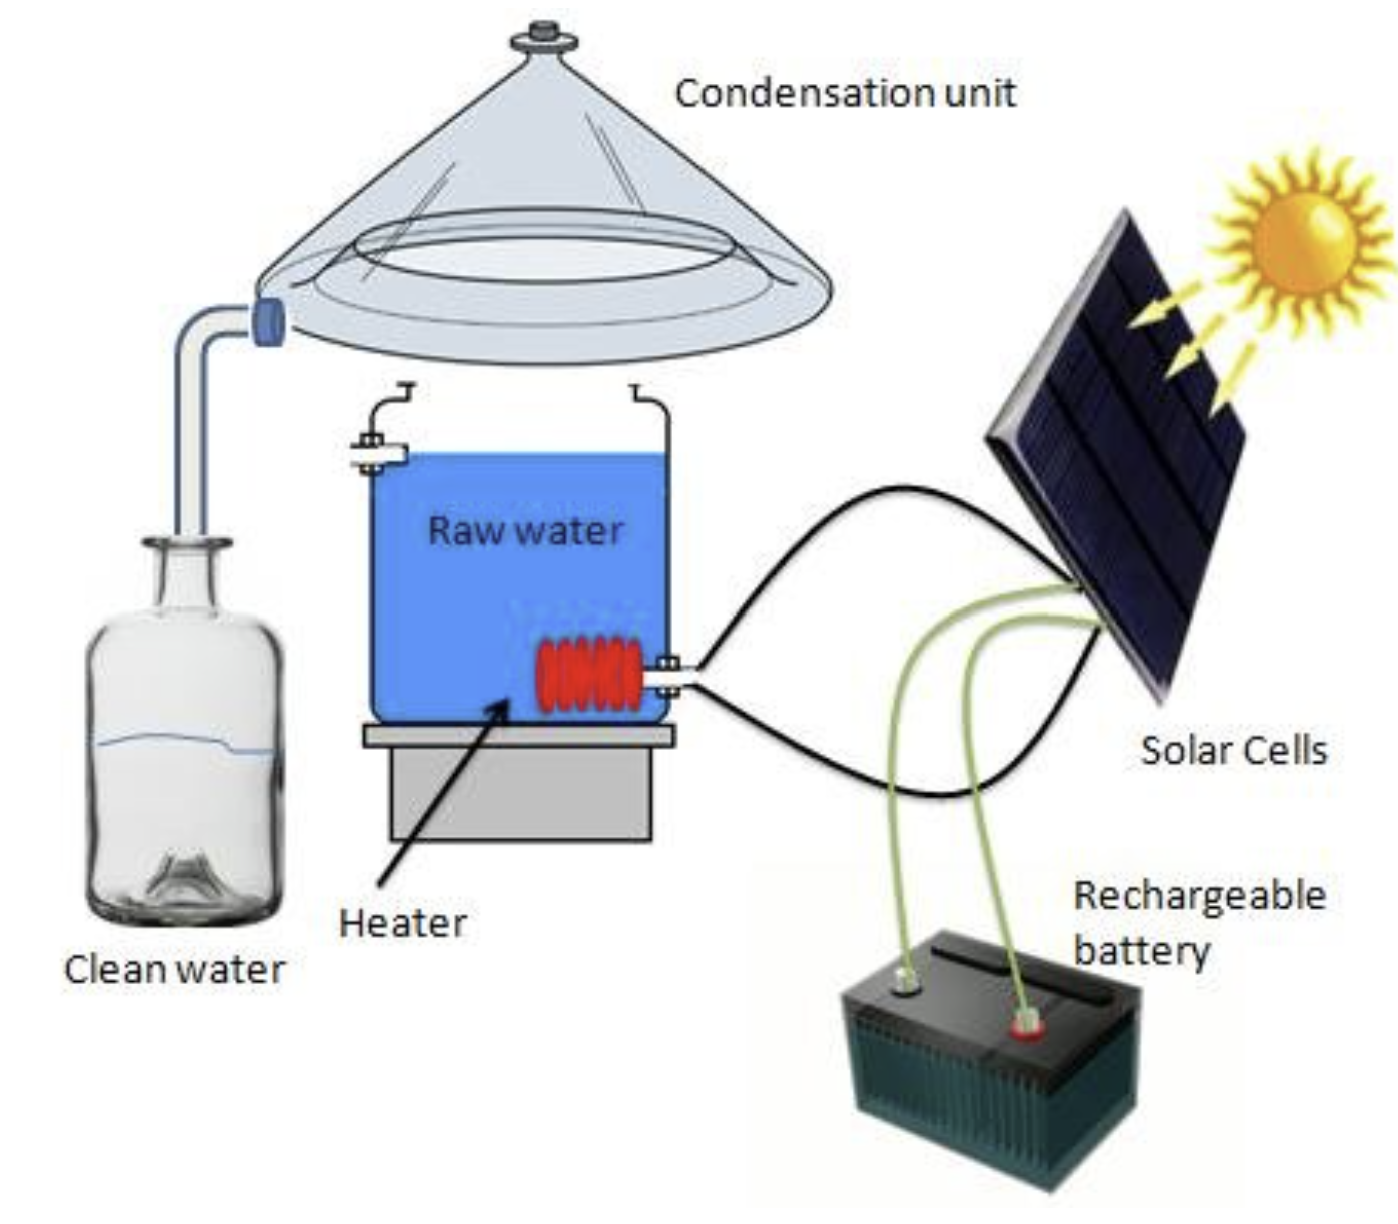 Condensation unit
Raw water
Solar Cells
Rechargeable
battery
Heater
Clean water